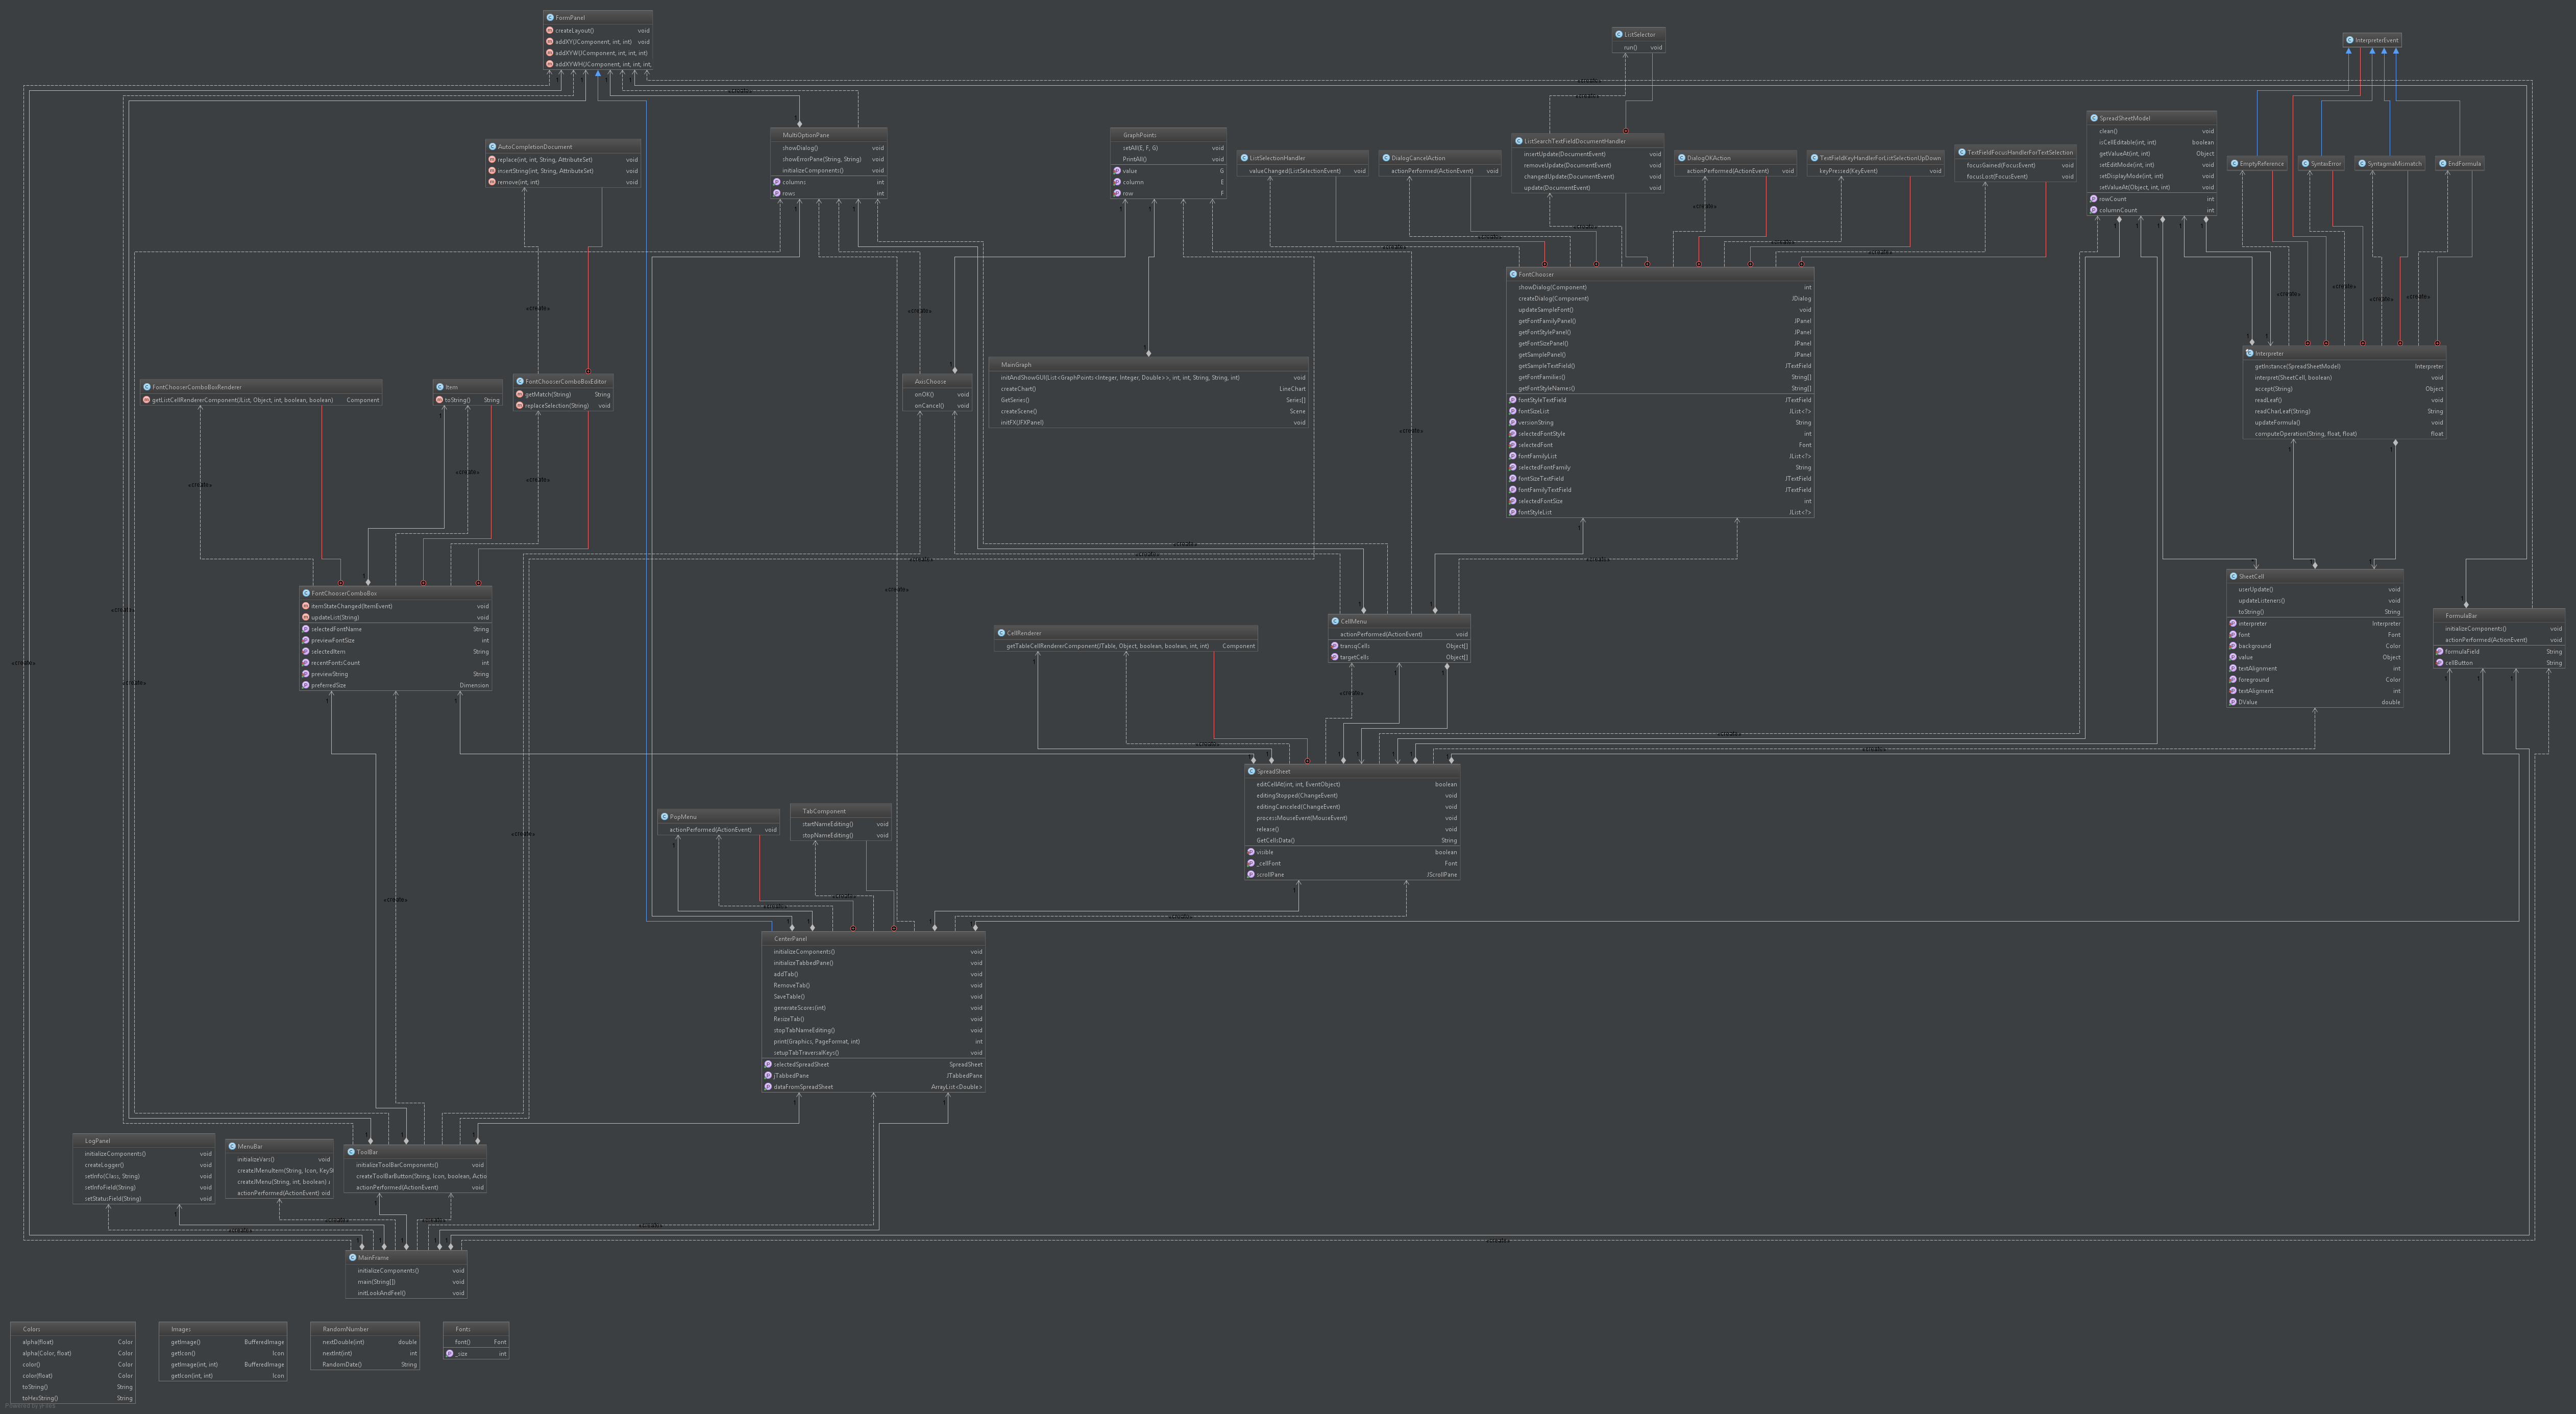 FormPanel
createLayout() void
addXY(JComponent, int, int) void
addXYW(JComponent, int, int, int)
addXYWH(JComponent, int, int, int,
ListSelector
run() void
InterpreterEvent
SpreadSheetModel
clean() void
isCellEditable(int, int) boolean
getValueAt(int, int) Object
setEditMode(int, int) void
setDisplayMode(int, int) void
setValueAt(Object, int, int) void
rowCount int
columnCount int
AutoCompletionDocument
replace(int, int, String, AttributeSet) void
insertString(int, String, AttributeSet) void
remove(int, int) void
MultiOptionPane
showDialog() void
showErrorPane(String, String) void
initializeComponents() void
columns int
rows int
GraphPoints
setAll(E, F, G) void
PrintAll() void
value G
column E
row F
ListSelectionHandler
valueChanged(ListSelectionEvent) void
DialogCancelAction
actionPerformed(ActionEvent) void
ListSearchTextFieldDocumentHandler
insertUpdate(DocumentEvent) void
removeUpdate(DocumentEvent) void
changedUpdate(DocumentEvent) void
update(DocumentEvent) void
DialogOKAction
actionPerformed(ActionEvent) void
TextFieldKeyHandlerForListSelectionUpDown
keyPressed(KeyEvent) void
TextFieldFocusHandlerForTextSelection
focusGained(FocusEvent) void
focusLost(FocusEvent) void
EmptyReference
SyntaxError
SyntagmaMismatch
EndFormula
FontChooser
showDialog(Component) int
createDialog(Component) JDialog
updateSampleFont() void
getFontFamilyPanel() JPanel
getFontStylePanel() JPanel
getFontSizePanel() JPanel
getSamplePanel() JPanel
getSampleTextField() JTextField
getFontFamilies() String[]
getFontStyleNames() String[]
fontStyleTextField JTextField
fontSizeList JList<?>
versionString String
selectedFontStyle int
selectedFont Font
fontFamilyList JList<?>
selectedFontFamily String
fontSizeTextField JTextField
fontFamilyTextField JTextField
selectedFontSize int
fontStyleList JList<?>
Interpreter
getInstance(SpreadSheetModel) Interpreter
interpret(SheetCell, boolean) void
accept(String) Object
readLeaf() void
readCharLeaf(String) String
updateFormula() void
computeOperation(String, float, float) float
MainGraph
initAndShowGUI(List<GraphPoints<Integer, Integer, Double>>, int, int, String, String, int) void
createChart() LineChart
GetSeries() Series[]
createScene() Scene
initFX(JFXPanel) void
AxisChoose
onOK() void
onCancel() void
FontChooserComboBoxRenderer
getListCellRendererComponent(JList, Object, int, boolean, boolean) Component
Item
toString() String
FontChooserComboBoxEditor
getMatch(String) String
replaceSelection(String) void
FontChooserComboBox
itemStateChanged(ItemEvent) void
updateList(String) void
selectedFontName String
previewFontSize int
selectedItem String
recentFontsCount int
previewString String
preferredSize Dimension
SheetCell
userUpdate() void
updateListeners() void
toString() String
interpreter Interpreter
font Font
background Color
value Object
textAlignment int
foreground Color
textAligment int
DValue double
FormulaBar
initializeComponents() void
actionPerformed(ActionEvent) void
formulaField String
cellButton String
CellMenu
actionPerformed(ActionEvent) void
transqCells Object[]
targetCells Object[]
CellRenderer
getTableCellRendererComponent(JTable, Object, boolean, boolean, int, int) Component
SpreadSheet
editCellAt(int, int, EventObject) boolean
editingStopped(ChangeEvent) void
editingCanceled(ChangeEvent) void
processMouseEvent(MouseEvent) void
release() void
GetCellsData() String
visible boolean
_cellFont Font
scrollPane JScrollPane
PopMenu
actionPerformed(ActionEvent) void
TabComponent
startNameEditing() void
stopNameEditing() void
CenterPanel
initializeComponents() void
initializeTabbedPane() void
addTab() void
RemoveTab() void
SaveTable() void
generateScores(int) void
ResizeTab() void
stopTabNameEditing() void
print(Graphics, PageFormat, int) int
setupTabTraversalKeys() void
selectedSpreadSheet SpreadSheet
jTabbedPane JTabbedPane
dataFromSpreadSheet ArrayList<Double>
LogPanel
initializeComponents() void
createLogger() void
setInfo(Class, String) void
setInfoField(String) void
setStatusField(String) void
MenuBar
initializeVars() void
createJMenuItem(String, Icon, KeySt
createJMenu(String, int, boolean)
actionPerformed(ActionEvent) oid
ToolBar
initializeToolBarComponents() void
createToolBarButton(String, Icon, boolean, Actio
actionPerformed(ActionEvent) void
MainFrame
initializeComponents() void
main(String[]) void
initLookAndFeel() void
Colors
alpha(float) Color
alpha(Color, float) Color
color() Color
color(float) Color
toString() String
toHexString() String
Images
getImage() BufferedImage
getIcon() Icon
getImage(int, int) BufferedImage
getIcon(int, int) Icon
RandomNumber
nextDouble(int) double
nextInt(int) int
RandomDate() String
Fonts
font() Font
_size int
Powered by yFiles